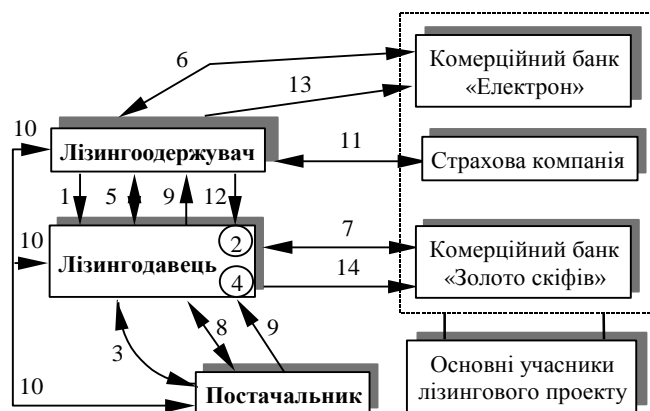 6
Комерційний банк
«Електрон»
13
10
Лізингоодержувач
11
Страхова компанія
1
5
9
12
10
2
7
Лізингодавець
Комерційний банк
«Золото скіфів»
4
14
3
8
9
10
Постачальник
Основні учасники
лізингового проекту